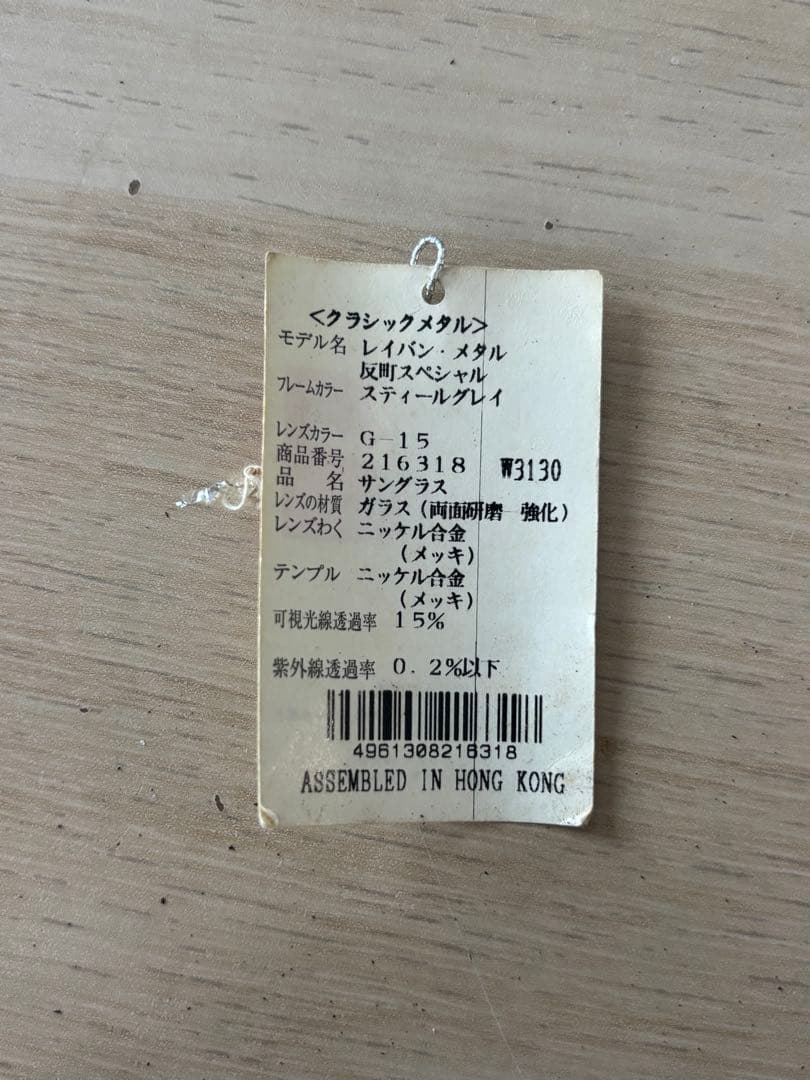 <クラシックメタル>
モデル名 レイバン・メタル
反町スペシャル
フレームカラー スティールグレイ
レンズカラー G-15
商品番号 216318 W3130
品 名 サングラス
レンズの材質 ガラス(両面研磨 強化)
レンズわく ニッケル合金
(メッキ)
テンプル ニッケル合金
(メッキ)
可視光線透過率 15%
紫外線透過率 0.2%以下
4961308216318
ASSEMBLED IN HONG KONG